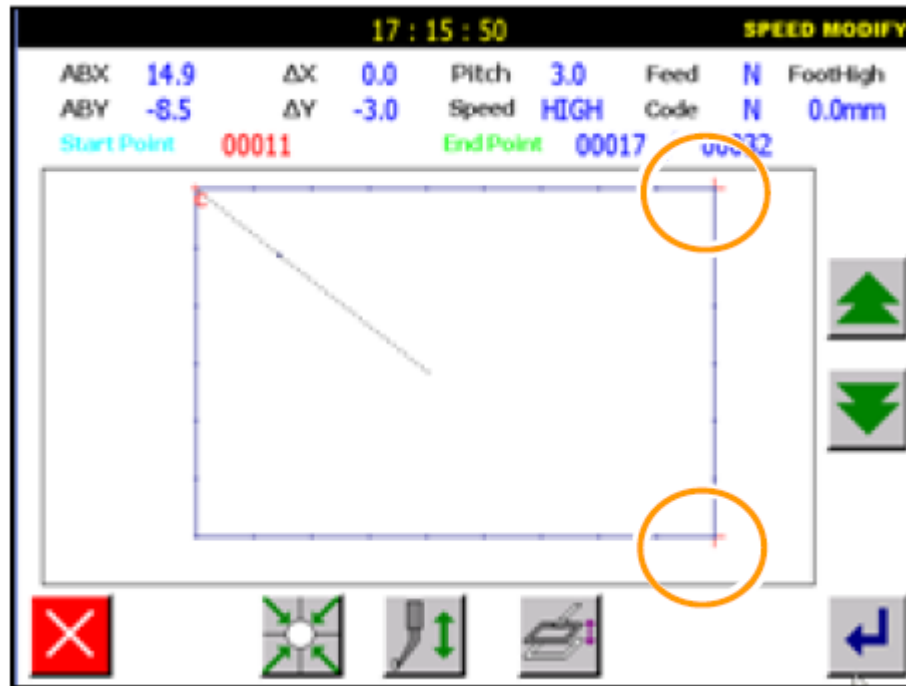 17 : 15 : 50 SPEED MODIFY
ABX 14.9 ΔX 0.0 Pitch 3.0 Feed N FootHigh
ABY -8.5 ΔY -3.0 Speed HIGH Code N 0.0mm
Start Point 00011 End Point 00017 00032
C